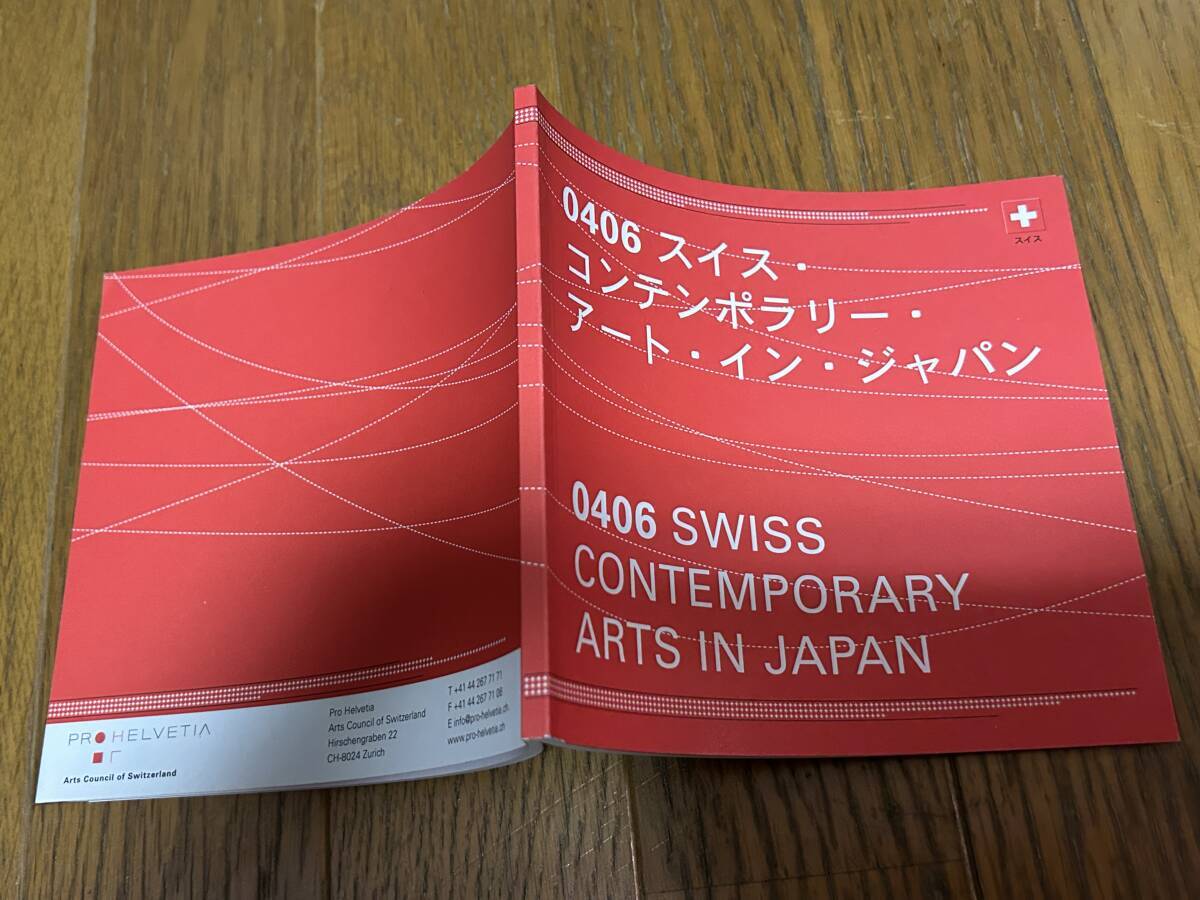 0406 スイス・
コンテンポラリー・
アート・イン・ジャパン
スイス
0406 SWISS
CONTEMPORARY
ARTS IN JAPAN
PRO HELVETIA
Arts Council of Switzerland
Pro Helvetia
Arts Council of Switzerland
Hirschengraben 22
CH-8024 Zurich
T +41 44 267 71 71
F +41 44 267 71 08
E info@pro-helvetia.ch
www.pro-helvetia.ch